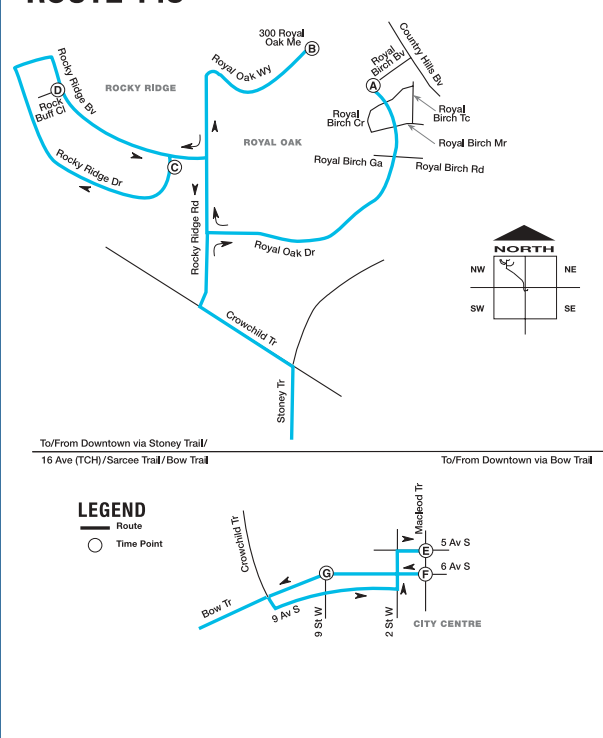 300 Royal
Oak Me
B
Country Hills Bv
Royal
Birch Bv
Royal Oak Wy
ROCKY RIDGE
Rocky Ridge Bv
D
A
Rock
Buff Cl
Royal
Birch Cr
Royal
Birch Tc
ROYAL OAK
Royal Birch Mr
Rocky Ridge Dr
C
Royal Birch Ga
Royal Birch Rd
Rocky Ridge Rd
Royal Oak Dr
NORTH
NW
NE
SW
SE
Crowchild Tr
Stoney Tr
To/From Downtown via Stoney Trail/
16 Ave (TCH)/Sarcee Trail/Bow Trail
To/From Downtown via Bow Trail
LEGEND
Route
Time Point
Crowchild Tr
Macleod Tr
E
5 Av S
G
F
6 Av S
Bow Tr
9 Av S
9 St W
2 St W
CITY CENTRE